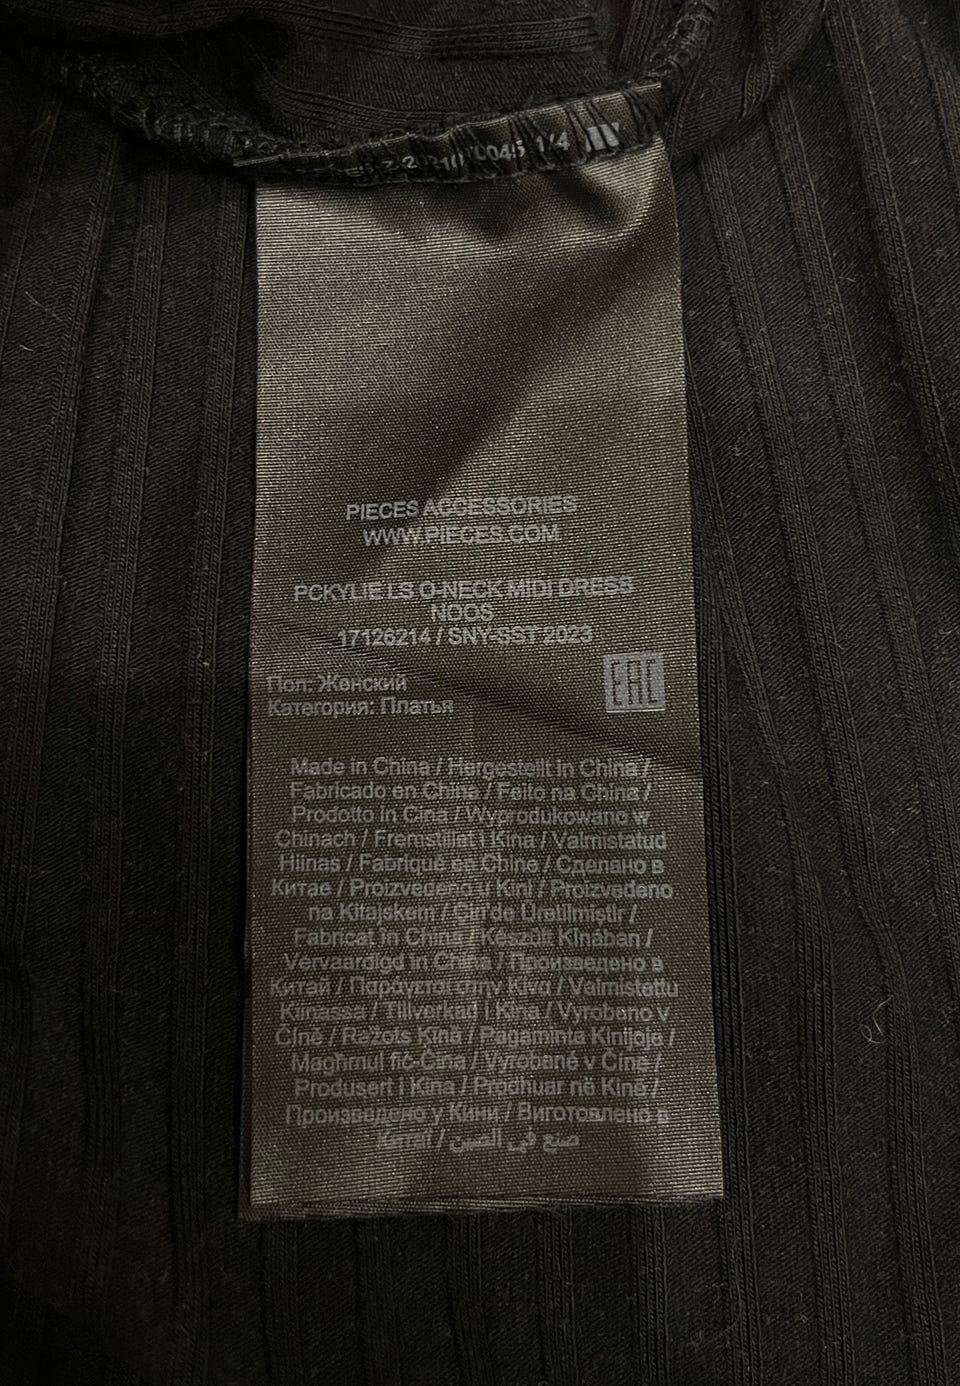 1/4
PIECES ACCESSORIES
WWW.PIECES.COM
PCKYLIE LS O-NECK MIDI DRESS
NOOS
17126214 / SNY-SST 2023
Пол: Женский
EAC
Категория: Платья
Made in China / Hergestellt in China /
Fabricado en China / Feito na China /
Prodotto in Cina / Wyprodukowano w
Chinach / Fremstillet i Kina / Valmistatud
Hiinas / Fabriqué en Chine / Сделано в
Китае / Proizvedeno u Kini / Proizvedeno
na Kitajskem / Çin'de Üretilmiştir /
Fabricat în China / Készült Kínában /
Vervaardigd in China / Произведено в
Китай / Παράγεται στην Κίνα / Valmistettu
Kiinassa / Tillverkad i Kina / Vyrobeno v
Číně / Ražots Ķīnā / Pagaminta Kinijoje /
Magħmul fiċ-Ċina / Vyrobené v Číne /
Produsert i Kina / Prodhuar në Kinë /
Произведено у Кини / Виготовлено в
Китаї / صنع في الصين